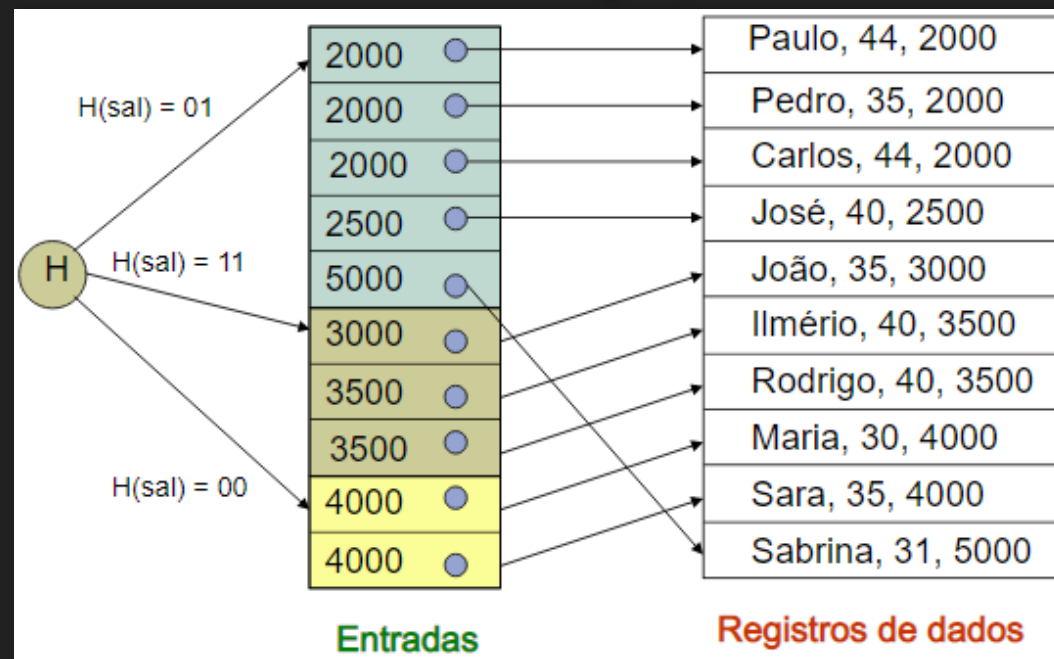 H
H(sal) = 01
H(sal) = 11
H(sal) = 00
2000
2000
2000
2500
5000
3000
3500
3500
4000
4000
Entradas
Paulo, 44, 2000
Pedro, 35, 2000
Carlos, 44, 2000
José, 40, 2500
João, 35, 3000
Ilmério, 40, 3500
Rodrigo, 40, 3500
Maria, 30, 4000
Sara, 35, 4000
Sabrina, 31, 5000
Registros de dados